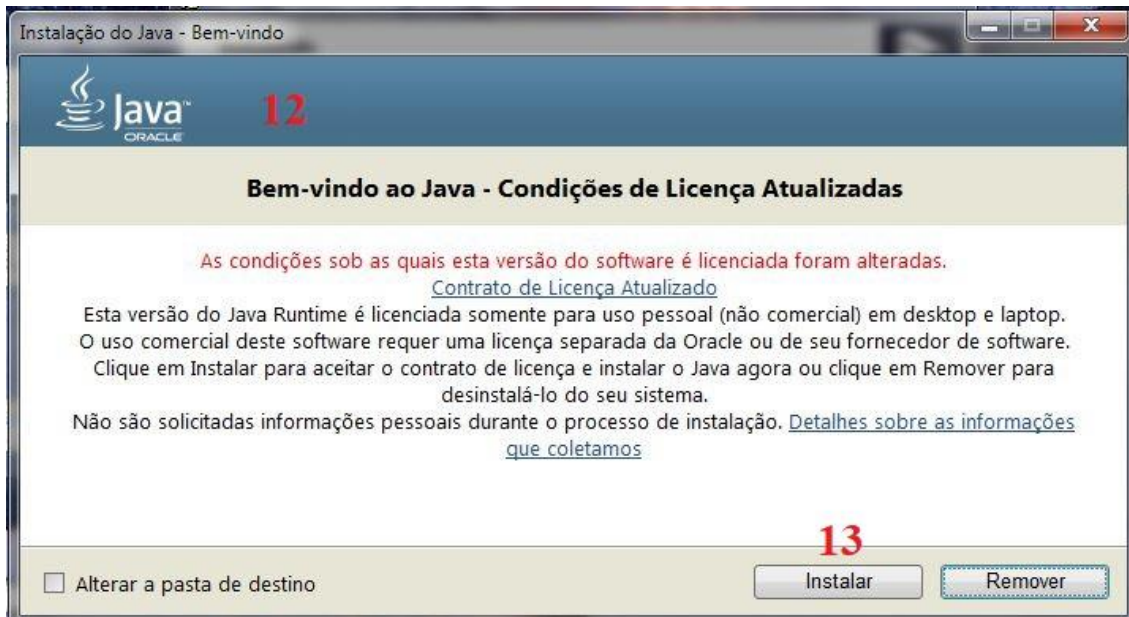 Instalação do Java - Bem-vindo
Java™
ORACLE
12
Bem-vindo ao Java - Condições de Licença Atualizadas
As condições sob as quais esta versão do software é licenciada foram alteradas.
Contrato de Licença Atualizado
Esta versão do Java Runtime é licenciada somente para uso pessoal (não comercial) em desktop e laptop.
O uso comercial deste software requer uma licença separada da Oracle ou de seu fornecedor de software.
Clique em Instalar para aceitar o contrato de licença e instalar o Java agora ou clique em Remover para
desinstalá-lo do seu sistema.
Não são solicitadas informações pessoais durante o processo de instalação. Detalhes sobre as informações
que coletamos
13
Alterar a pasta de destino
Instalar
Remover